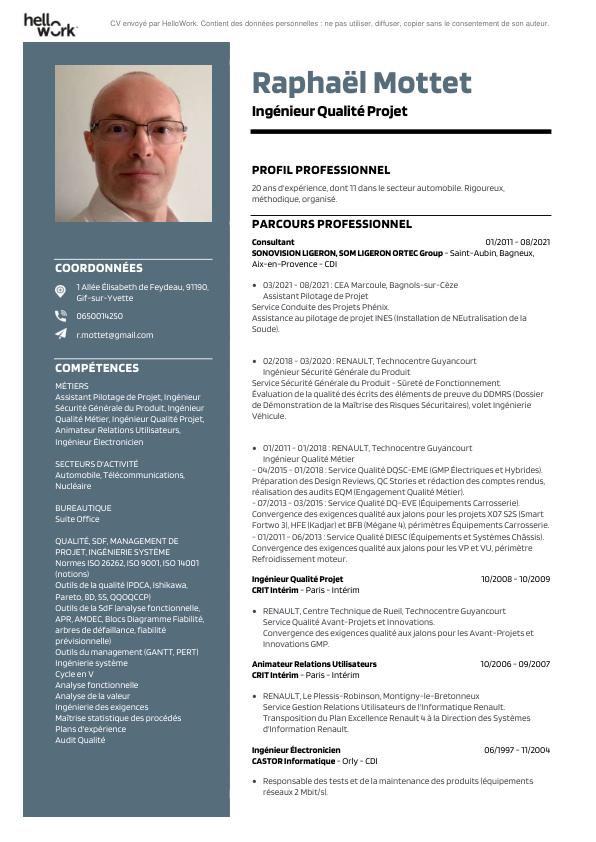 hello work
CV envoyé par HelloWork. Contient des données personnelles : ne pas utiliser, diffuser, copier sans le consentement de son auteur.
Raphaël Mottet
Ingénieur Qualité Projet
COORDONNÉES
1 Allée Élisabeth de Feydeau, 91190,
Gif-sur-Yvette
0650014250
r.mottet@gmail.com
COMPÉTENCES
MÉTIERS
Assistant Pilotage de Projet, Ingénieur
Sécurité Générale du Produit, Ingénieur
Qualité Métier, Ingénieur Qualité Projet,
Animateur Relations Utilisateurs,
Ingénieur Électronicien
SECTEURS D'ACTIVITÉ
Automobile, Télécommunications,
Nucléaire
BUREAUTIQUE
Suite Office
QUALITÉ, SDF, MANAGEMENT DE
PROJET, INGÉNIERIE SYSTÈME
Normes ISO 26262, ISO 9001, ISO 14001
(notions)
Outils de la qualité (PDCA, Ishikawa,
Pareto, 8D, 5S, QQOQCCP)
Outils de la SdF (analyse fonctionnelle,
APR, AMDEC, Blocs Diagramme Fiabilité,
arbres de défaillance, fiabilité
prévisionnelle)
Outils du management (GANTT, PERT)
Ingénierie système
Cycle en V
Analyse fonctionnelle
Analyse de la valeur
Ingénierie des exigences
Maîtrise statistique des procédés
Plans d'expérience
Audit Qualité
PROFIL PROFESSIONNEL
20 ans d'expérience, dont 11 dans le secteur automobile. Rigoureux,
méthodique, organisé.
PARCOURS PROFESSIONNEL
Consultant 01/2011 - 08/2021
SONOVISION LIGERON, SOM LIGERON ORTEC Group - Saint-Aubin, Bagneux,
Aix-en-Provence - CDI
• 03/2021 - 08/2021 : CEA Marcoule, Bagnols-sur-Cèze
Assistant Pilotage de Projet
Service Conduite des Projets Phénix.
Assistance au pilotage de projet INES (Installation de NEutralisation de la
Soude).
• 02/2018 - 03/2020 : RENAULT, Technocentre Guyancourt
Ingénieur Sécurité Générale du Produit
Service Sécurité Générale du Produit - Sûreté de Fonctionnement.
Évaluation de la qualité des écrits des éléments de preuve du DDMRS (Dossier
de Démonstration de la Maîtrise des Risques Sécuritaires), volet Ingénierie
Véhicule.
• 01/2011 - 01/2018 : RENAULT, Technocentre Guyancourt
Ingénieur Qualité Métier
- 04/2015 - 01/2018 : Service Qualité DQSC-EME (GMP Électriques et Hybrides).
Préparation des Design Reviews, QC Stories et rédaction des comptes rendus,
réalisation des audits EQM (Engagement Qualité Métier).
- 07/2013 - 03/2015 : Service Qualité DQ-EVE (Équipements Carrosserie).
Convergence des exigences qualité aux jalons pour les projets X07 S2S (Smart
Fortwo 3), HFE (Kadjar) et BFB (Mégane 4), périmètres Équipements Carrosserie.
- 01/2011 - 06/2013 : Service Qualité DIESC (Équipements et Systèmes Châssis).
Convergence des exigences qualité aux jalons pour les VP et VU, périmètre
Refroidissement moteur.
Ingénieur Qualité Projet 10/2008 - 10/2009
CRIT Intérim - Paris - Intérim
• RENAULT, Centre Technique de Rueil, Technocentre Guyancourt
Service Qualité Avant-Projets et Innovations.
Convergence des exigences qualité aux jalons pour les Avant-Projets et
Innovations GMP.
Animateur Relations Utilisateurs 10/2006 - 09/2007
CRIT Intérim - Paris - Intérim
• RENAULT, Le Plessis-Robinson, Montigny-le-Bretonneux
Service Gestion Relations Utilisateurs de l'Informatique Renault.
Transposition du Plan Excellence Renault 4 à la Direction des Systèmes
d'Information Renault.
Ingénieur Électronicien 06/1997 - 11/2004
CASTOR Informatique - Orly - CDI
• Responsable des tests et de la maintenance des produits (équipements
réseaux 2 Mbit/s).